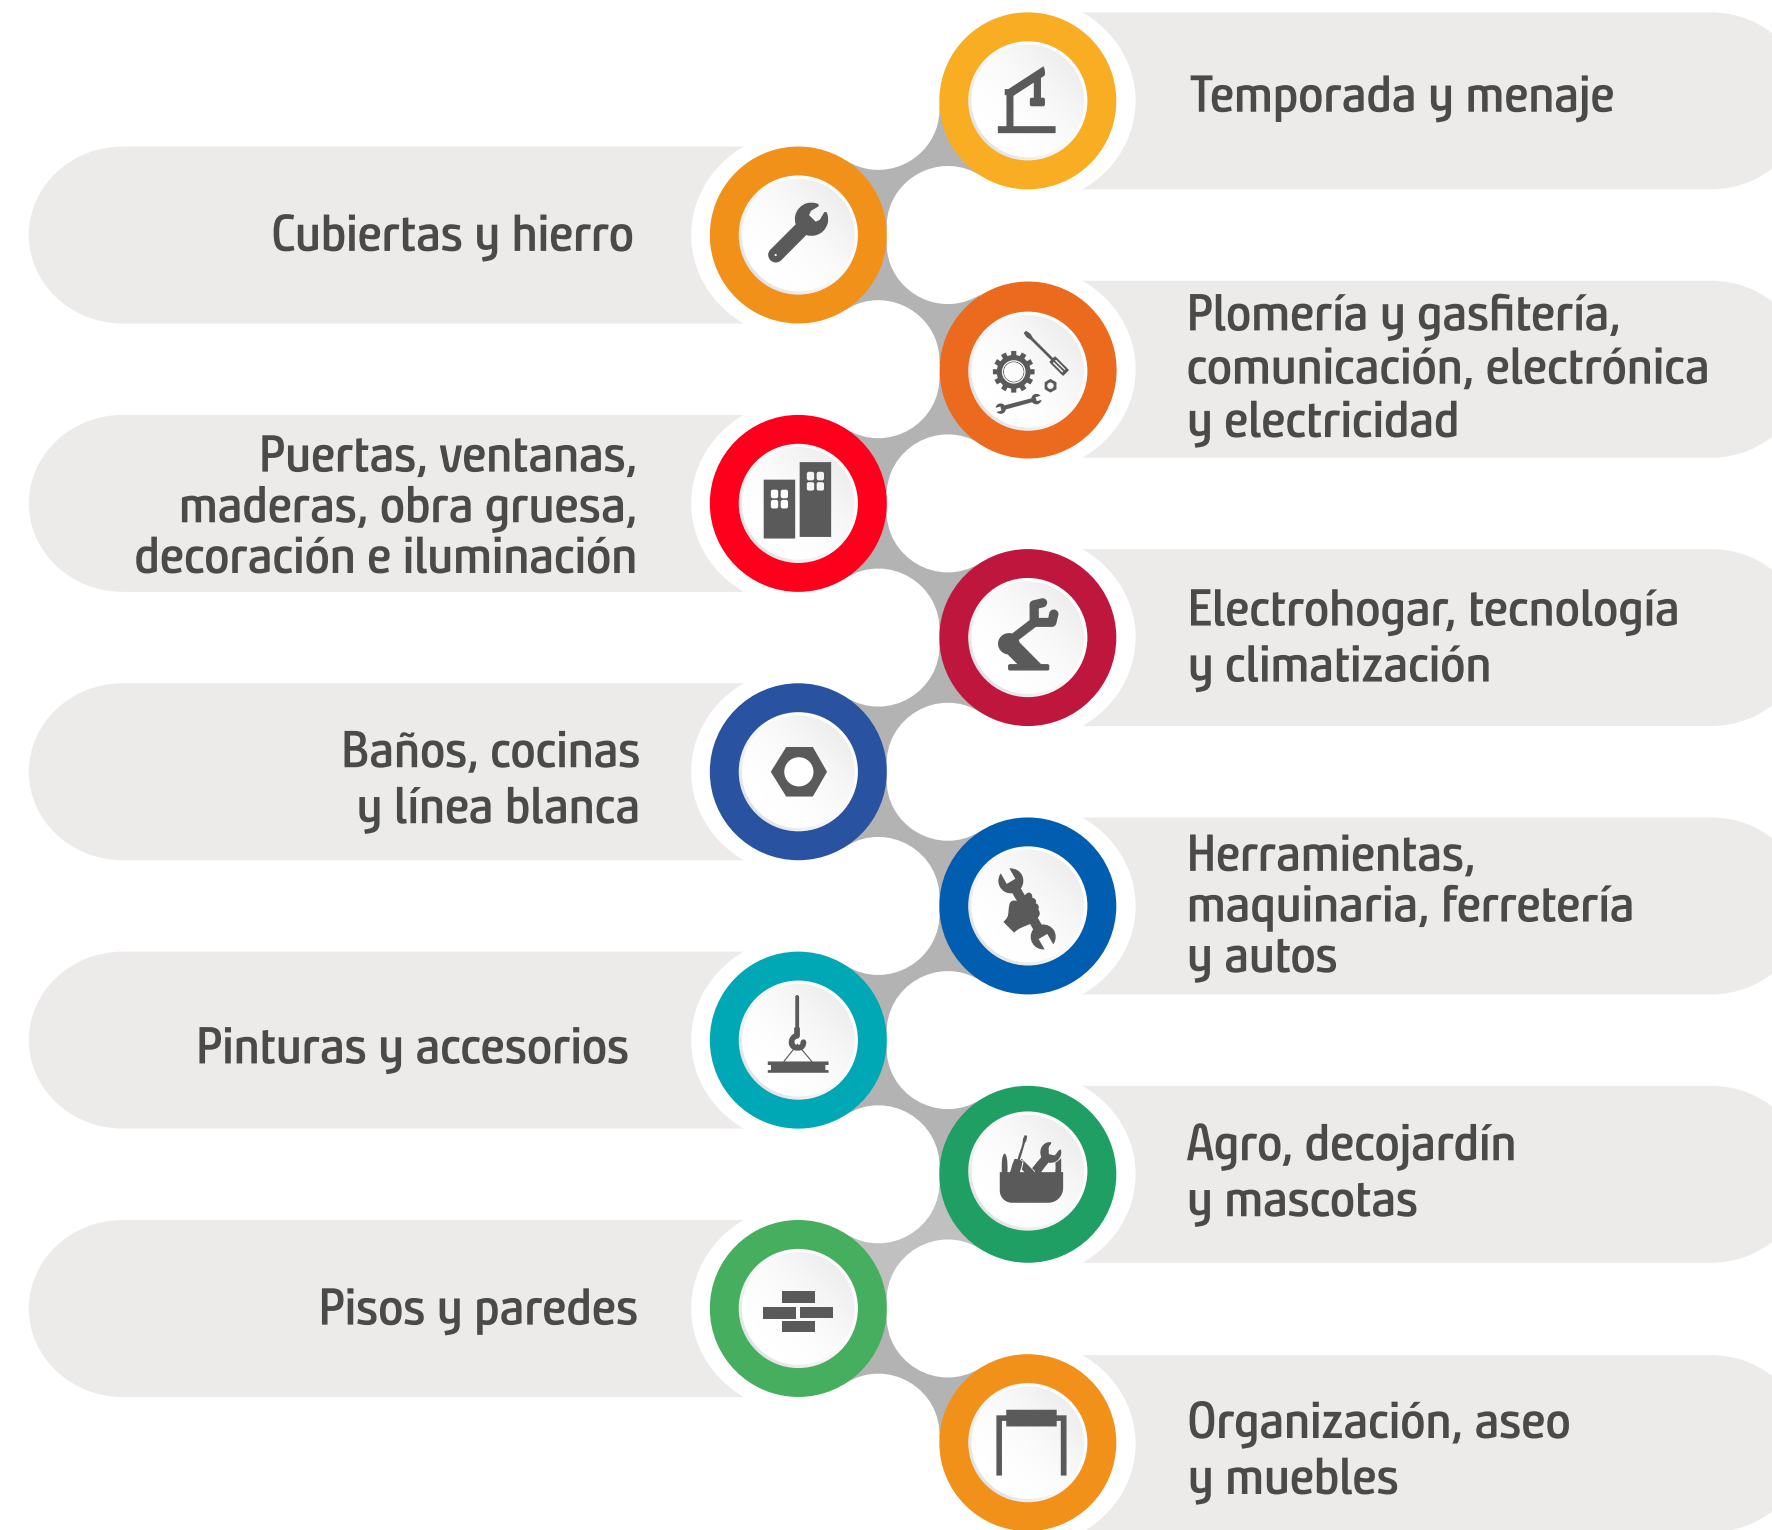 Temporada y menaje
Cubiertas y hierro
Plomería y gasfitería,
comunicación, electrónica
y electricidad
Puertas, ventanas,
maderas, obra gruesa,
decoración e iluminación
Electrohogar, tecnología
y climatización
Baños, cocinas
y línea blanca
Herramientas,
maquinaria, ferretería
y autos
Pinturas y accesorios
Agro, decojardín
y mascotas
Pisos y paredes
Organización, aseo
y muebles